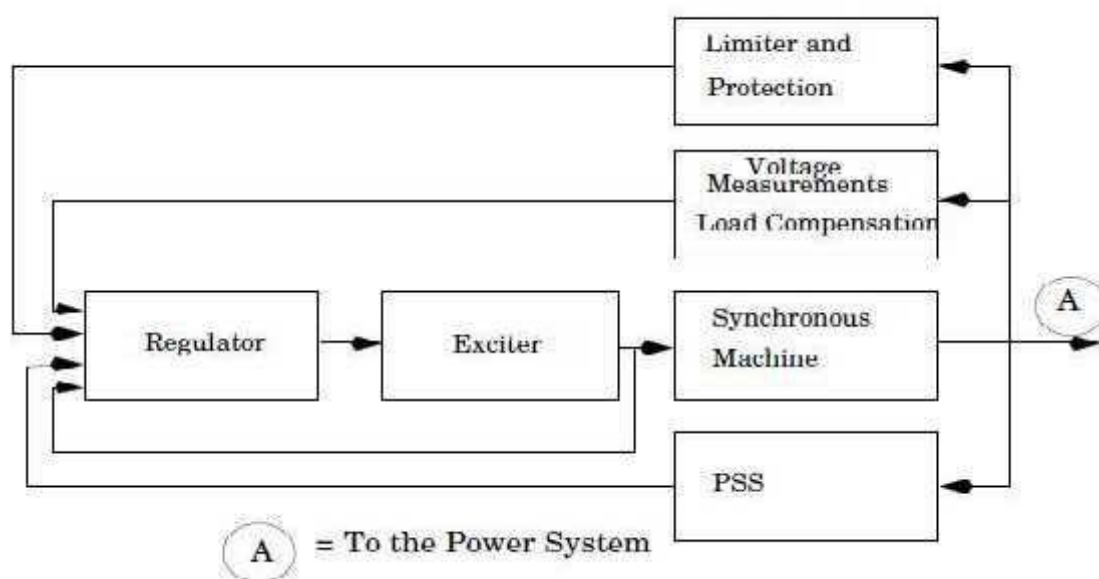 Limiter and
Protection
Voltage
Measurements
Load Compensation
A
Regulator
Exciter
Synchronous
Machine
PSS
A = To the Power System